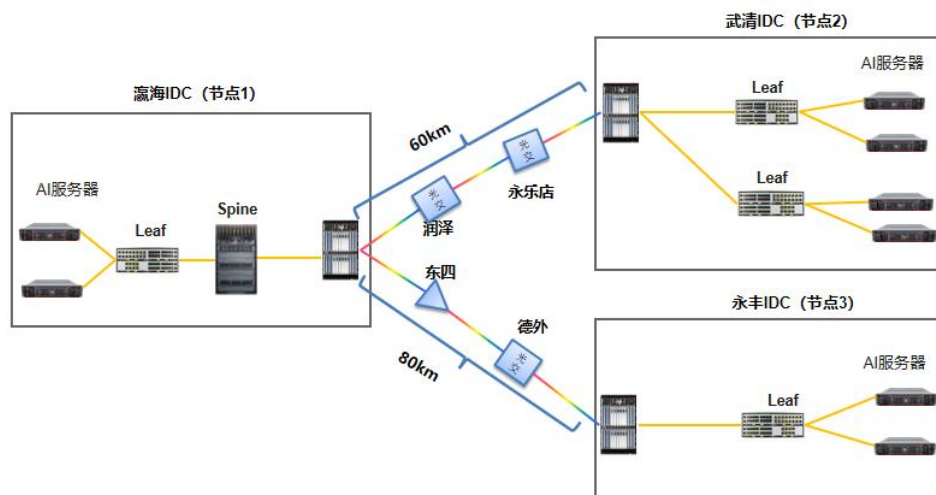 武清IDC（节点2）
AI服务器
Leaf
Leaf
瀛海IDC（节点1）
AI服务器
Leaf
Spine
60km
光交
润泽
光交
永乐店
东四
80km
光交
德外
永丰IDC（节点3）
AI服务器
Leaf